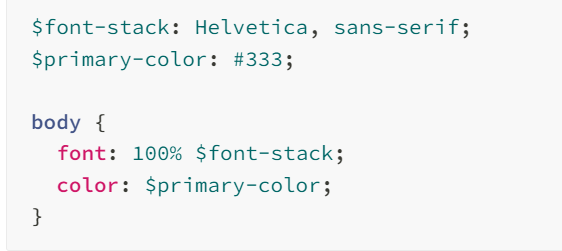 $font-stack: Helvetica, sans-serif;
$primary-color: #333;
body {
font: 100% $font-stack;
color: $primary-color;
}